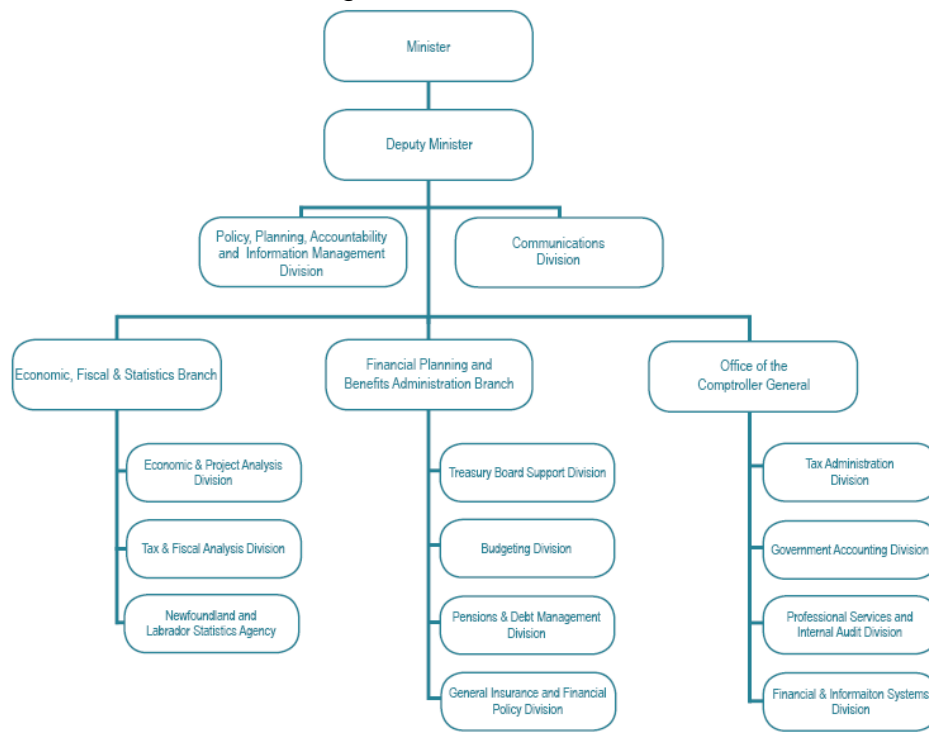 Minister
Deputy Minister
Policy, Planning, Accountability
and Information Management
Division
Communications
Division
Economic, Fiscal & Statistics Branch
Financial Planning and
Benefits Administration Branch
Office of the
Comptroller General
Economic & Project Analysis
Division
Tax & Fiscal Analysis Division
Newfoundland and
Labrador Statistics Agency
Treasury Board Support Division
Budgeting Division
Pensions & Debt Management
Division
General Insurance and Financial
Policy Division
Tax Administration
Division
Government Accounting Division
Professional Services and
Internal Audit Division
Financial & Informaiton Systems
Division